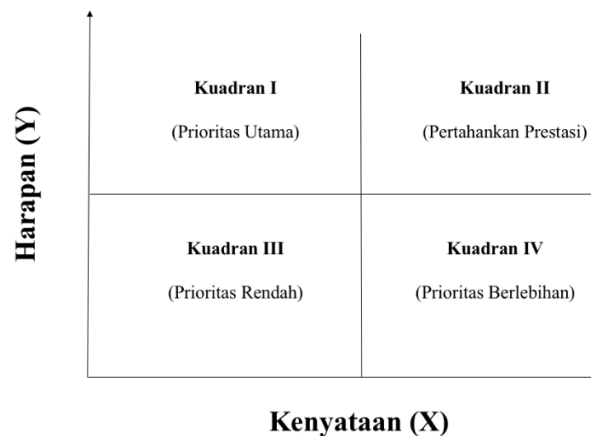 Harapan (Y)
Kuadran I
(Prioritas Utama)
Kuadran II
(Pertahankan Prestasi)
Kuadran III
(Prioritas Rendah)
Kuadran IV
(Prioritas Berlebihan)
Kenyataan (X)